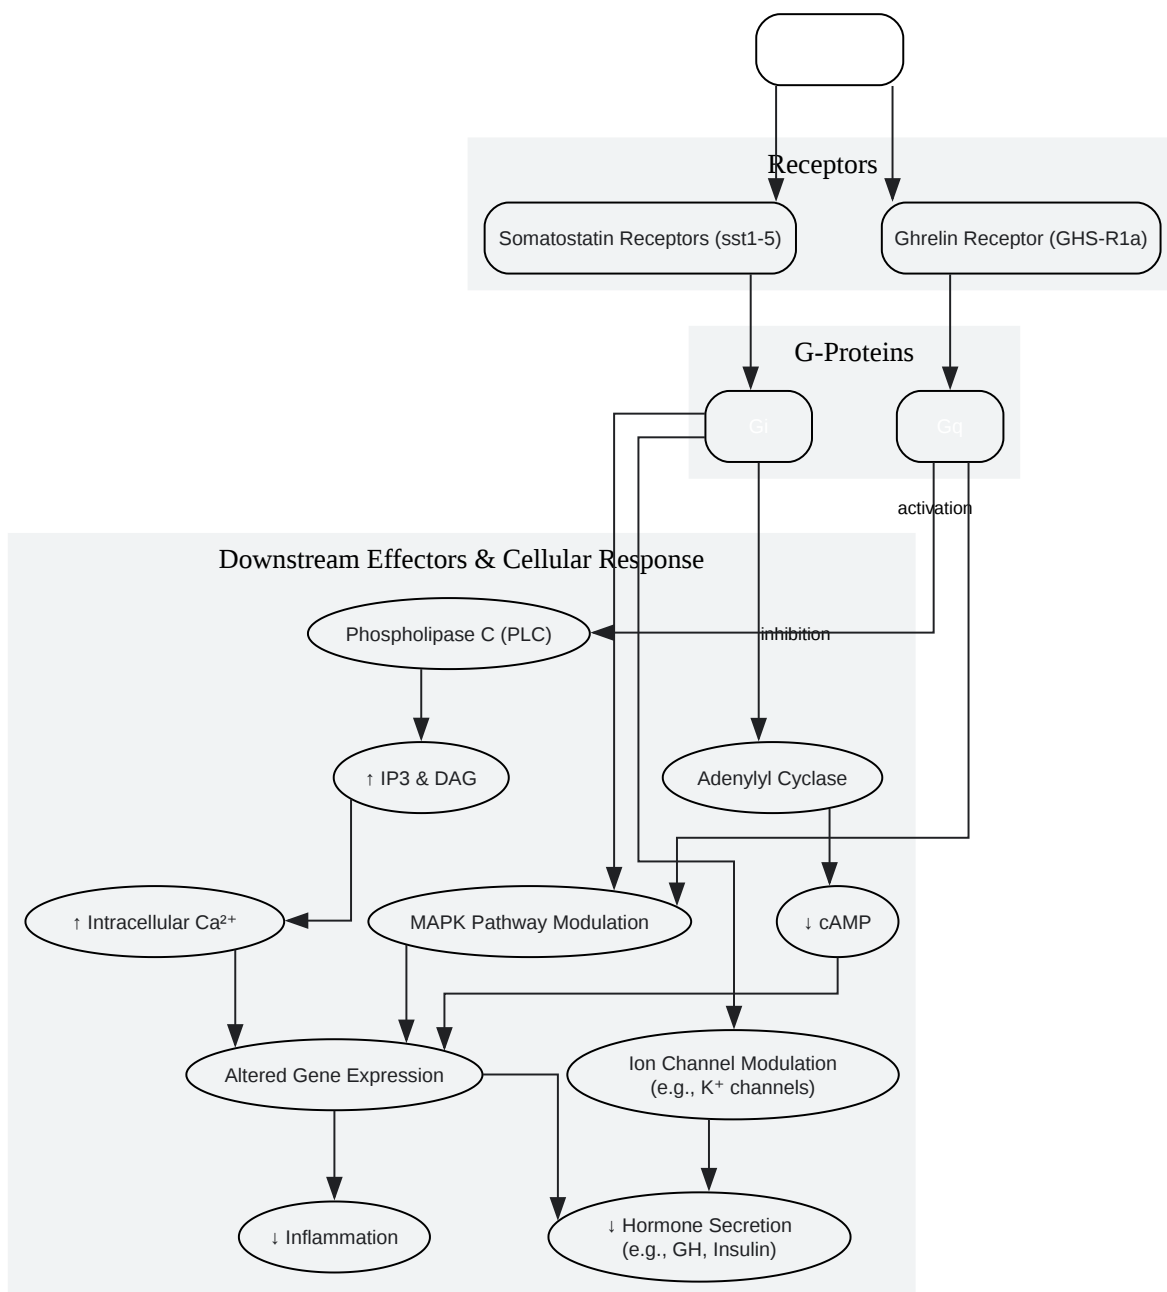 Receptors
Somatostatin Receptors (sst1-5)
Ghrelin Receptor (GHS-R1a)
G-Proteins
Gi
Gq
activation
Downstream Effectors & Cellular Response
Phospholipase C (PLC)
inhibition
↑ IP3 & DAG
Adenylyl Cyclase
↑ Intracellular Ca²⁺
MAPK Pathway Modulation
↓ cAMP
Altered Gene Expression
Ion Channel Modulation
(e.g., K⁺ channels)
↓ Inflammation
↓ Hormone Secretion
(e.g., GH, Insulin)